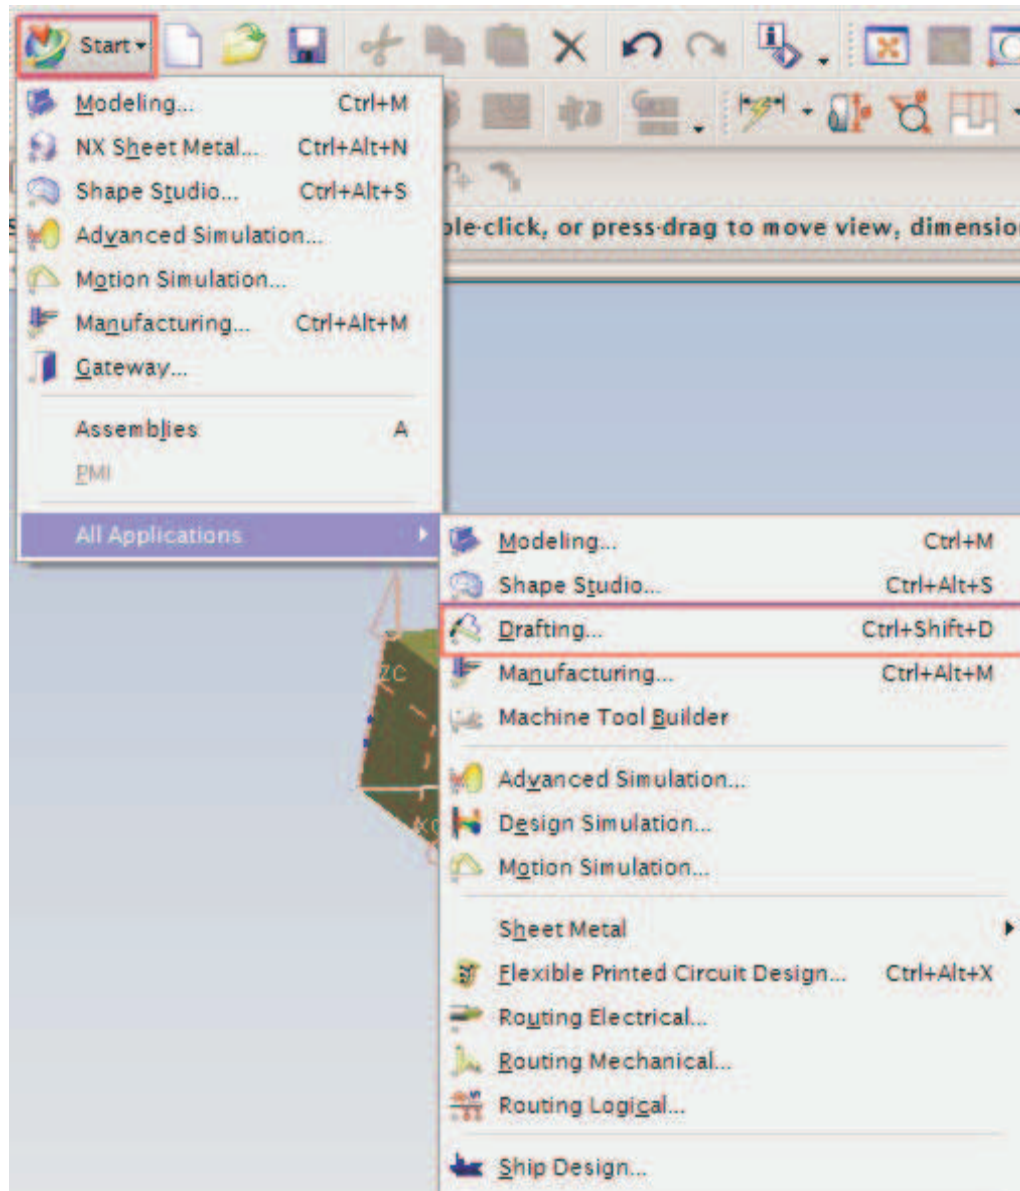 Start
Modeling... Ctrl+M
NX Sheet Metal... Ctrl+Alt+N
Shape Studio... Ctrl+Alt+S
Advanced Simulation...
ble-click, or press-drag to move view, dimensio
Motion Simulation...
Manufacturing... Ctrl+Alt+M
Gateway...
Assemblies A
PMI
All Applications
Modeling... Ctrl+M
Shape Studio... Ctrl+Alt+S
Drafting... Ctrl+Shift+D
ZC
Manufacturing... Ctrl+Alt+M
Machine Tool Builder
Advanced Simulation...
Design Simulation...
XC
Motion Simulation...
Sheet Metal
Flexible Printed Circuit Design... Ctrl+Alt+X
Routing Electrical...
Routing Mechanical...
Routing Logical...
Ship Design...